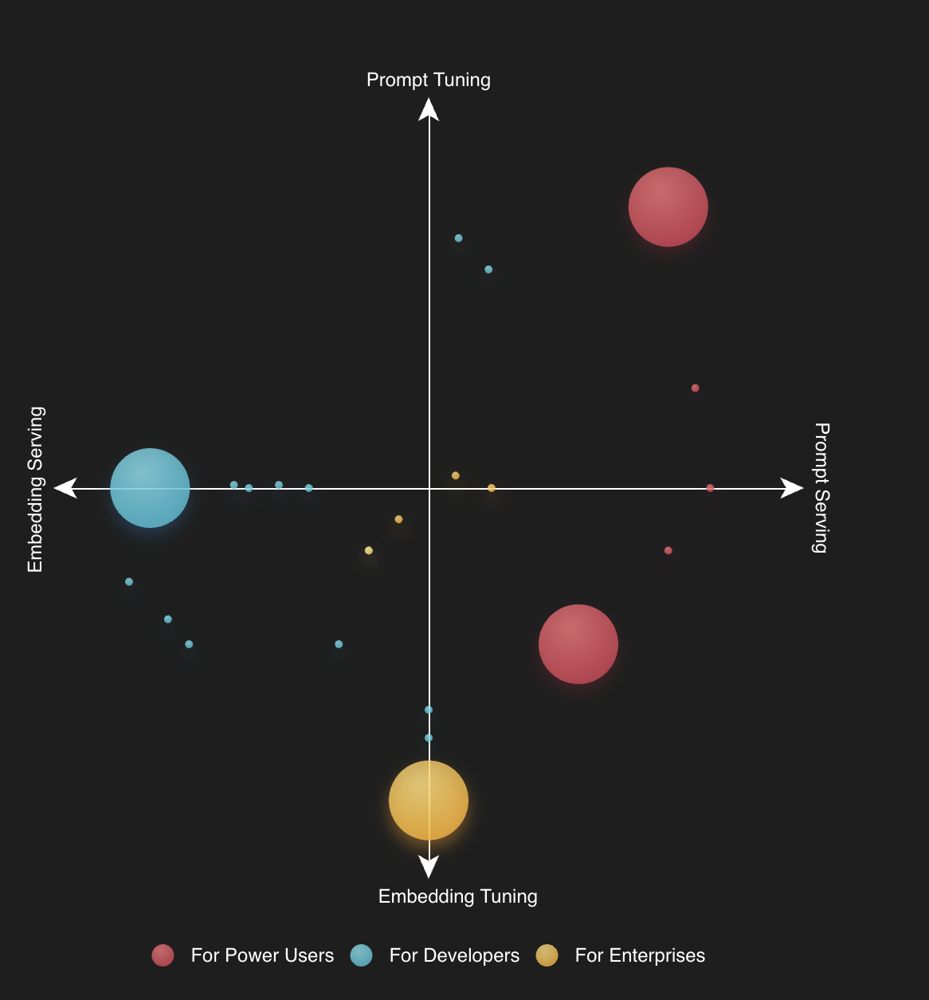 Prompt Tuning
Embedding Serving
Prompt Serving
Embedding Tuning
For Power Users
For Developers
For Enterprises